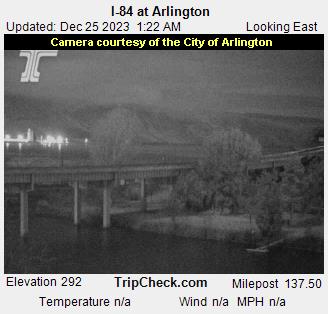 I-84 at Arlington
Updated: Dec 25 2023 1:22 AM Looking East
Camera courtesy of the City of Arlington
Elevation 292 TripCheck.com Milepost 137.50
Temperature n/a Wind n/a MPH n/a